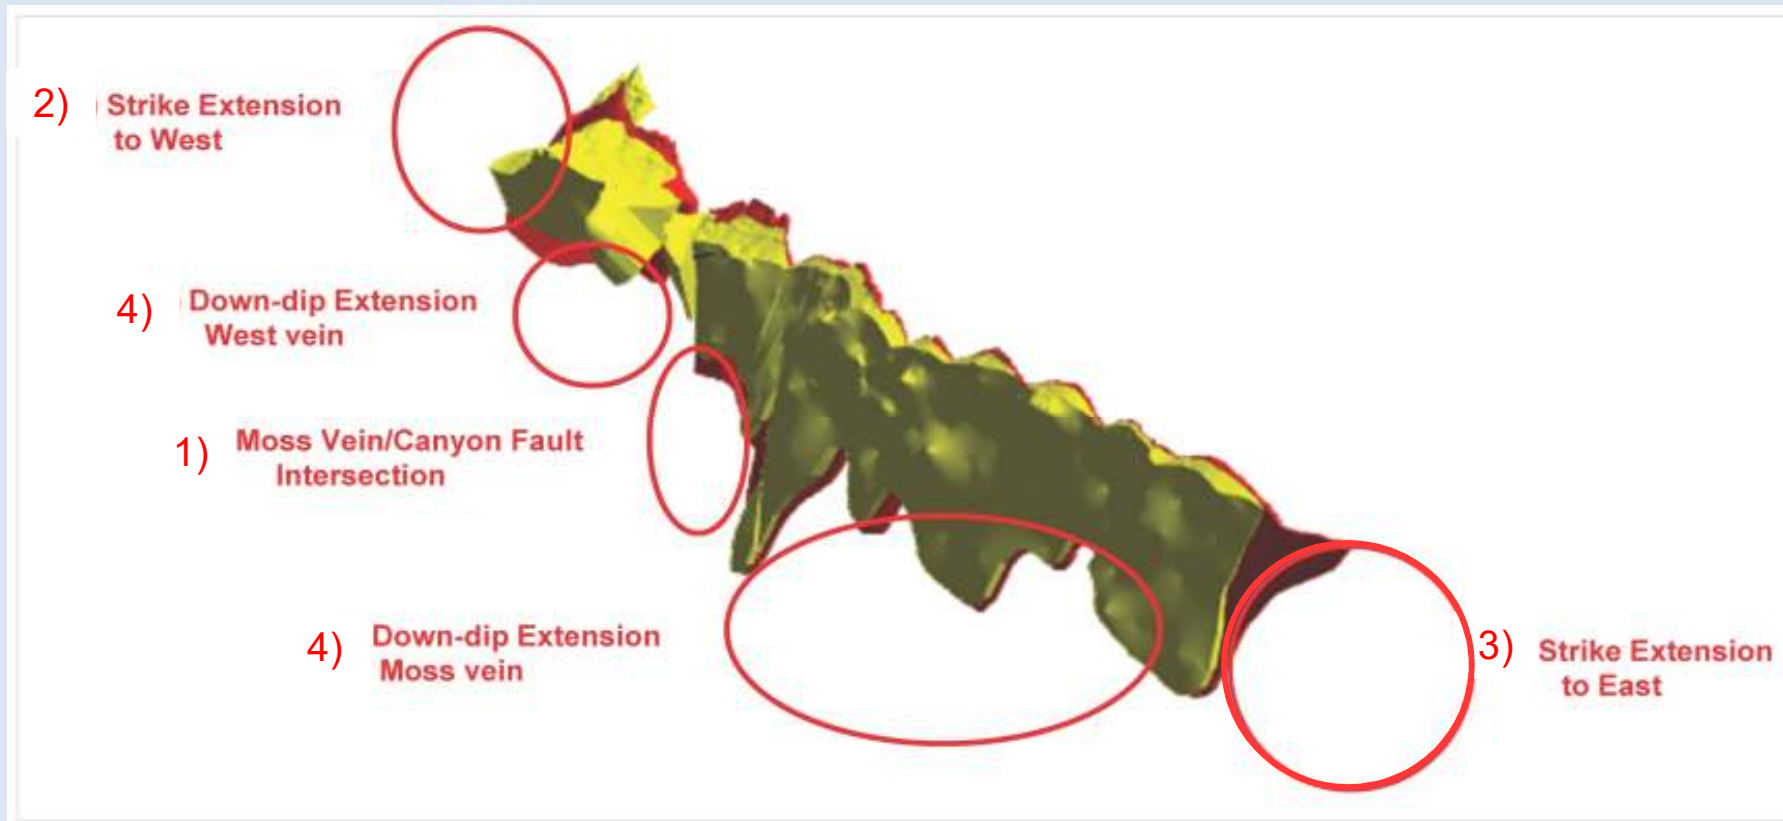 2) Strike Extension
to West
4) Down-dip Extension
West vein
1) Moss Vein/Canyon Fault
Intersection
4) Down-dip Extension
Moss vein
3) Strike Extension
to East